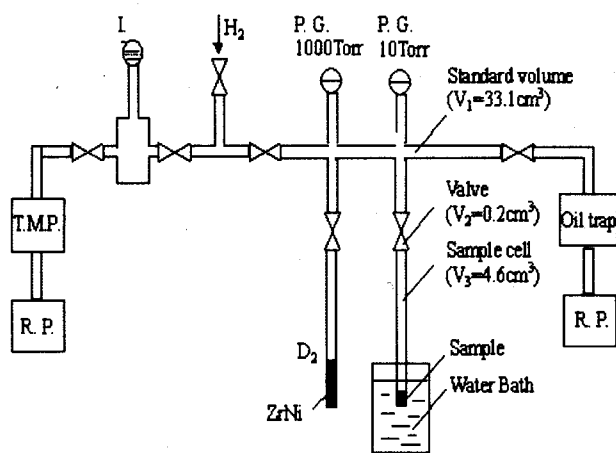 I.
H₂
P. G.
1000Torr
P. G.
10Torr
Standard volume
(V₁=33.1cm³)
T.M.P.
R. P.
Valve
(V₂=0.2cm³)
Sample cell
(V₃=4.6cm³)
Oil trap
R. P.
D₂
ZrNi
Sample
Water Bath